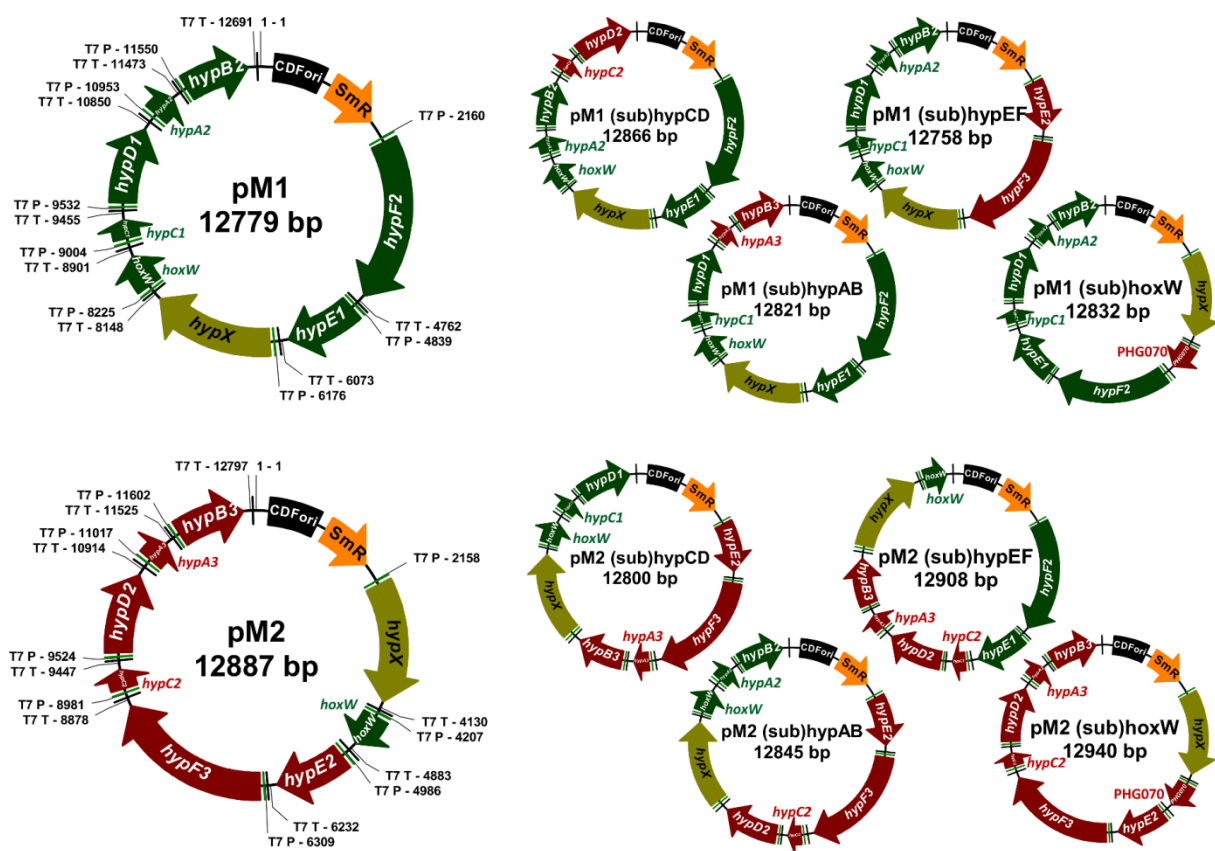 T7 T - 12691
1 - 1
T7 P - 11550
T7 T - 11473
T7 P - 10953
T7 T - 10850
hypB2
CDFori
SmR
T7 P - 2160
hypA2
hypA2
hypD1
pM1
12779 bp
hypF2
T7 P - 9532
T7 T - 9455
hypC1
T7 P - 9004
T7 T - 8901
hoxW
hoxW
T7 P - 8225
T7 T - 8148
hypX
hypE1
T7 T - 4762
T7 P - 4839
T7 T - 6073
T7 P - 6176
hypD2
CDFori
SmR
hypC2
hypB2
pM1 (sub)hypCD
12866 bp
hypA2
hoxW
hypF2
hypX
hypE1
hypB2
CDFori
SmR
hypA2
hypD1
pM1 (sub)hypEF
12758 bp
hypE2
hypC1
hoxW
hypX
hypF3
hypB3
CDFori
SmR
hypA3
hypD1
pM1 (sub)hypAB
12821 bp
hypF2
hypC1
hoxW
hypX
hypE1
hypB2
CDFori
SmR
hypA2
hypD1
pM1 (sub)hoxW
12832 bp
hypX
hypC1
PHG070
PHG070
hypE1
hypF2
T7 T - 12797
1 - 1
T7 P - 11602
T7 T - 11525
T7 P - 11017
T7 T - 10914
hypB3
CDFori
SmR
T7 P - 2158
hypA3
hypA3
hypD2
pM2
12887 bp
hypX
T7 P - 9524
T7 T - 9447
hypC2
hypC2
T7 P - 8981
T7 T - 8878
hoxW
hoxW
T7 T - 4130
T7 P - 4207
hypF3
hypE2
T7 T - 4883
T7 P - 4986
T7 T - 6232
T7 P - 6309
hypD1
CDFori
SmR
hypC1
hoxW
pM2 (sub)hypCD
12800 bp
hypE2
hypX
hypA3
hypB3
hypF3
hoxW
CDFori
SmR
hypX
pM2 (sub)hypEF
12908 bp
hypF2
hypB3
hypA3
hypC2
hypD2
hypE1
hypB2
CDFori
SmR
hypA2
hoxW
hoxW
pM2 (sub)hypAB
12845 bp
hypE2
hypX
hypC2
hypD2
hypF3
hypB3
CDFori
SmR
hypA3
hypD2
pM2 (sub)hoxW
12940 bp
hypX
hypC2
PHG070
PHG070
hypF3
hypE2